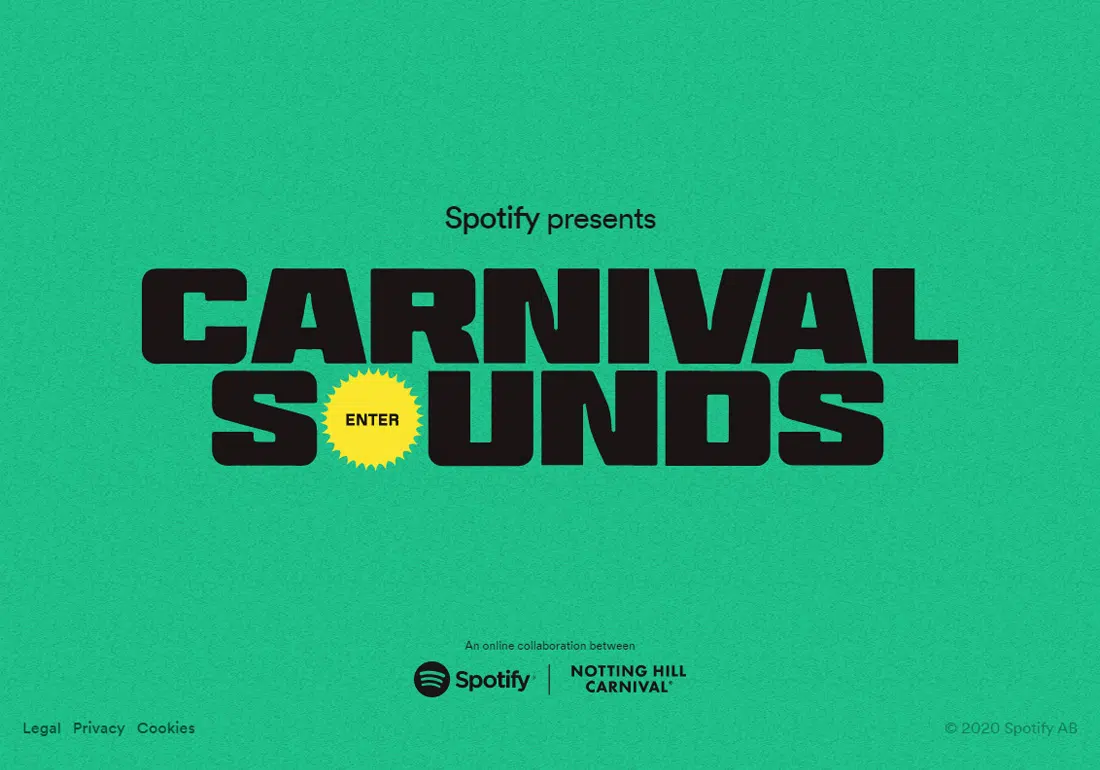 Spotify presents
CARNIVAL
S UNDS
ENTER
An online collaboration between
Spotify®
NOTTING HILL
CARNIVAL®
Legal Privacy Cookies
© 2020 Spotify AB